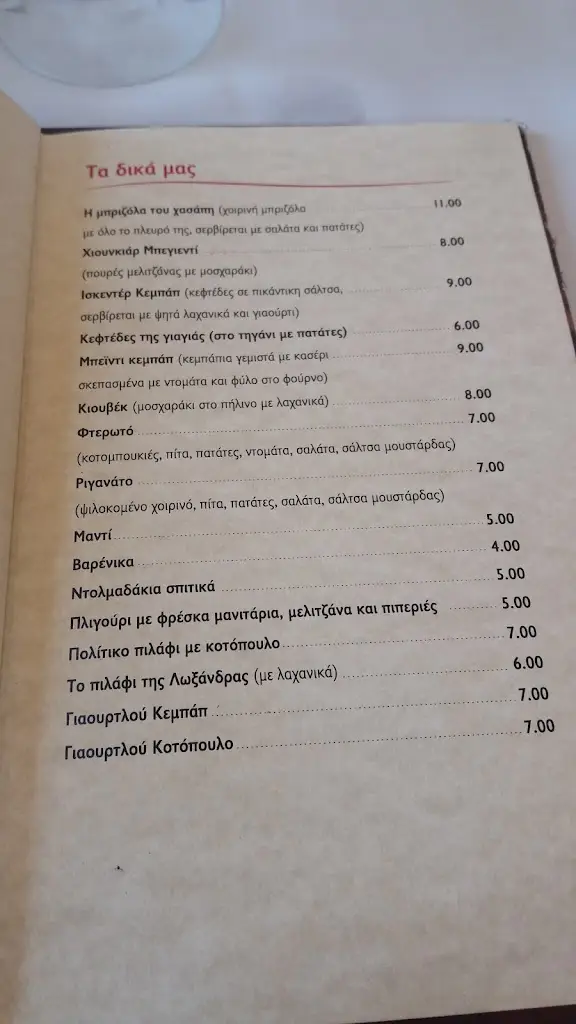 Τα δικά μας
Η μπριζόλα του χασάπη (χοιρινή μπριζόλα 11.00
με όλο το πλευρό της, σερβίρεται με σαλάτα και πατάτες)
Χιουνκιάρ Μπεγιεντί 8.00
(πουρές μελιτζάνας με μοσχαράκι)
Ισκεντέρ Κεμπάπ (κεφτέδες σε πικάντικη σάλτσα, 9.00
σερβίρεται με ψητά λαχανικά και γιαούρτι)
Κεφτέδες της γιαγιάς (στο τηγάνι με πατάτες) 6.00
Μπεϊντί κεμπάπ (κεμπάπια γεμιστά με κασέρι 9.00
σκεπασμένα με ντομάτα και φύλο στο φούρνο)
Κιουβέκ (μοσχαράκι στο πήλινο με λαχανικά) 8.00
Φτερωτό 7.00
(κοτομπουκιές, πίτα, πατάτες, ντομάτα, σαλάτα, σάλτσα μουστάρδας)
Ριγανάτο 7.00
(ψιλοκομένο χοιρινό, πίτα, πατάτες, σαλάτα, σάλτσα μουστάρδας)
Μαντί 5.00
Βαρένικα 4.00
Ντολμαδάκια σπιτικά 5.00
Πλιγούρι με φρέσκα μανιτάρια, μελιτζάνα και πιπεριές 5.00
Πολίτικο πιλάφι με κοτόπουλο 7.00
Το πιλάφι της Λωξάνδρας (με λαχανικά) 6.00
Γιαουρτλού Κεμπάπ 7.00
Γιαουρτλού Κοτόπουλο 7.00